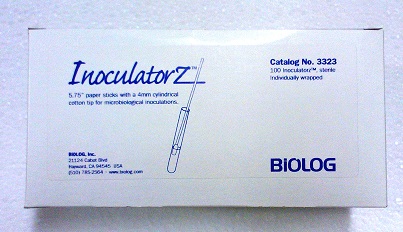 InoculatorZ™
5.75" paper sticks with a 4mm cylindrical
cotton tip for microbiological inoculations.
Catalog No. 3323
100 Inoculatorz™, sterile
individually wrapped
BIOLOG, Inc.
21124 Cabot Blvd
Hayward, CA 94545 USA
(510) 785-2564 www.biolog.com
BIOLOG